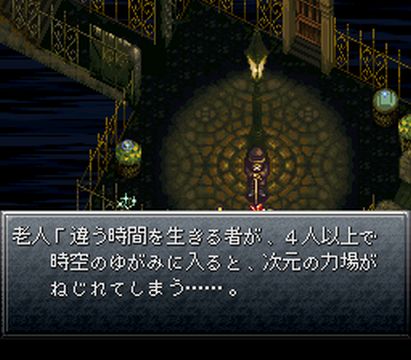 老人「違う時間を生きる者が、４人以上で
時空のゆがみに入ると、次元の力場が
ねじれてしまう……。